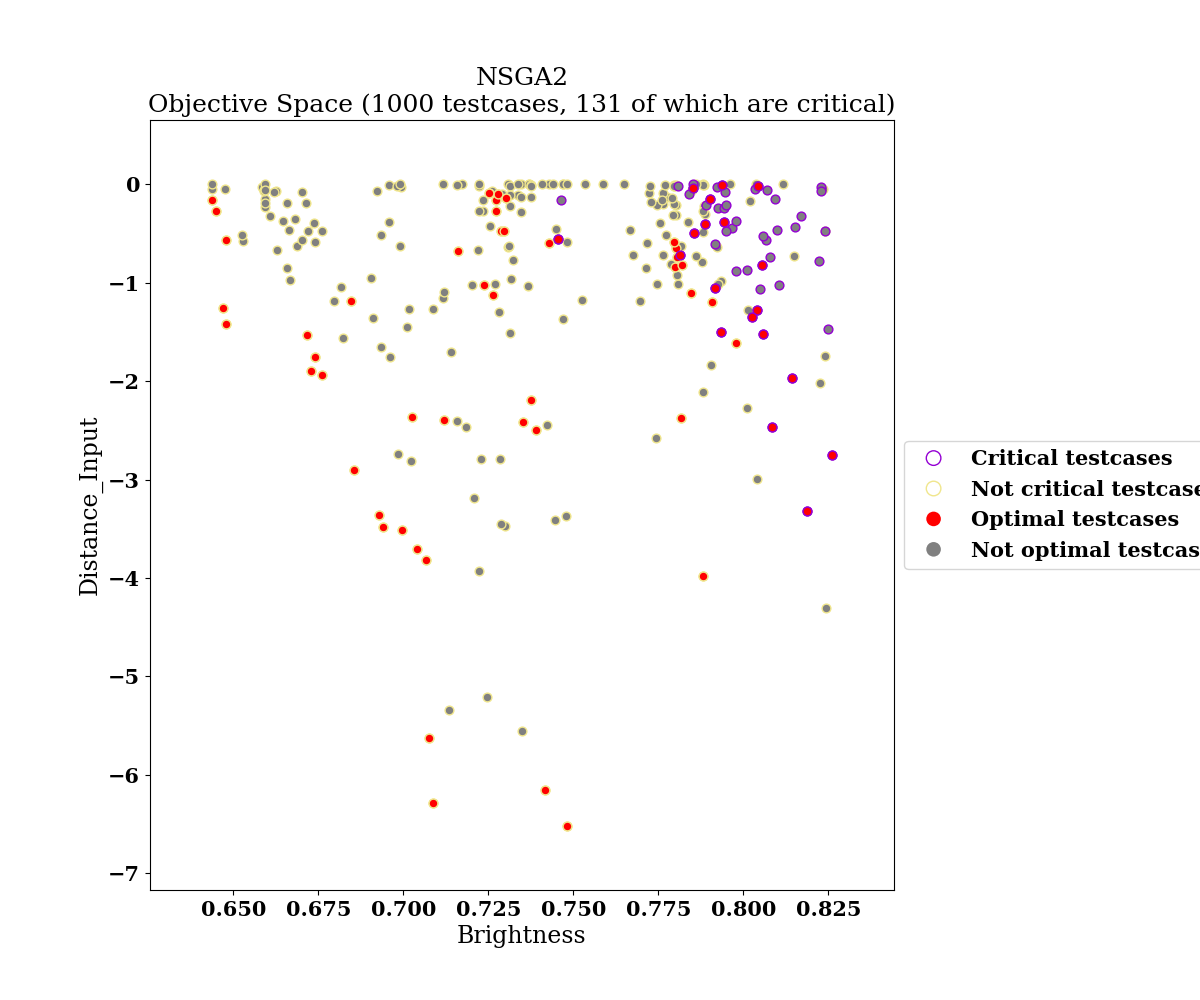 NSGA2
Objective Space (1000 testcases, 131 of which are critical)
0
−1
−2
−3
−4
−5
−6
−7
Distance_Input
0.650 0.675 0.700 0.725 0.750 0.775 0.800 0.825
Brightness
Critical testcases
Not critical testcase
Optimal testcases
Not optimal testcas